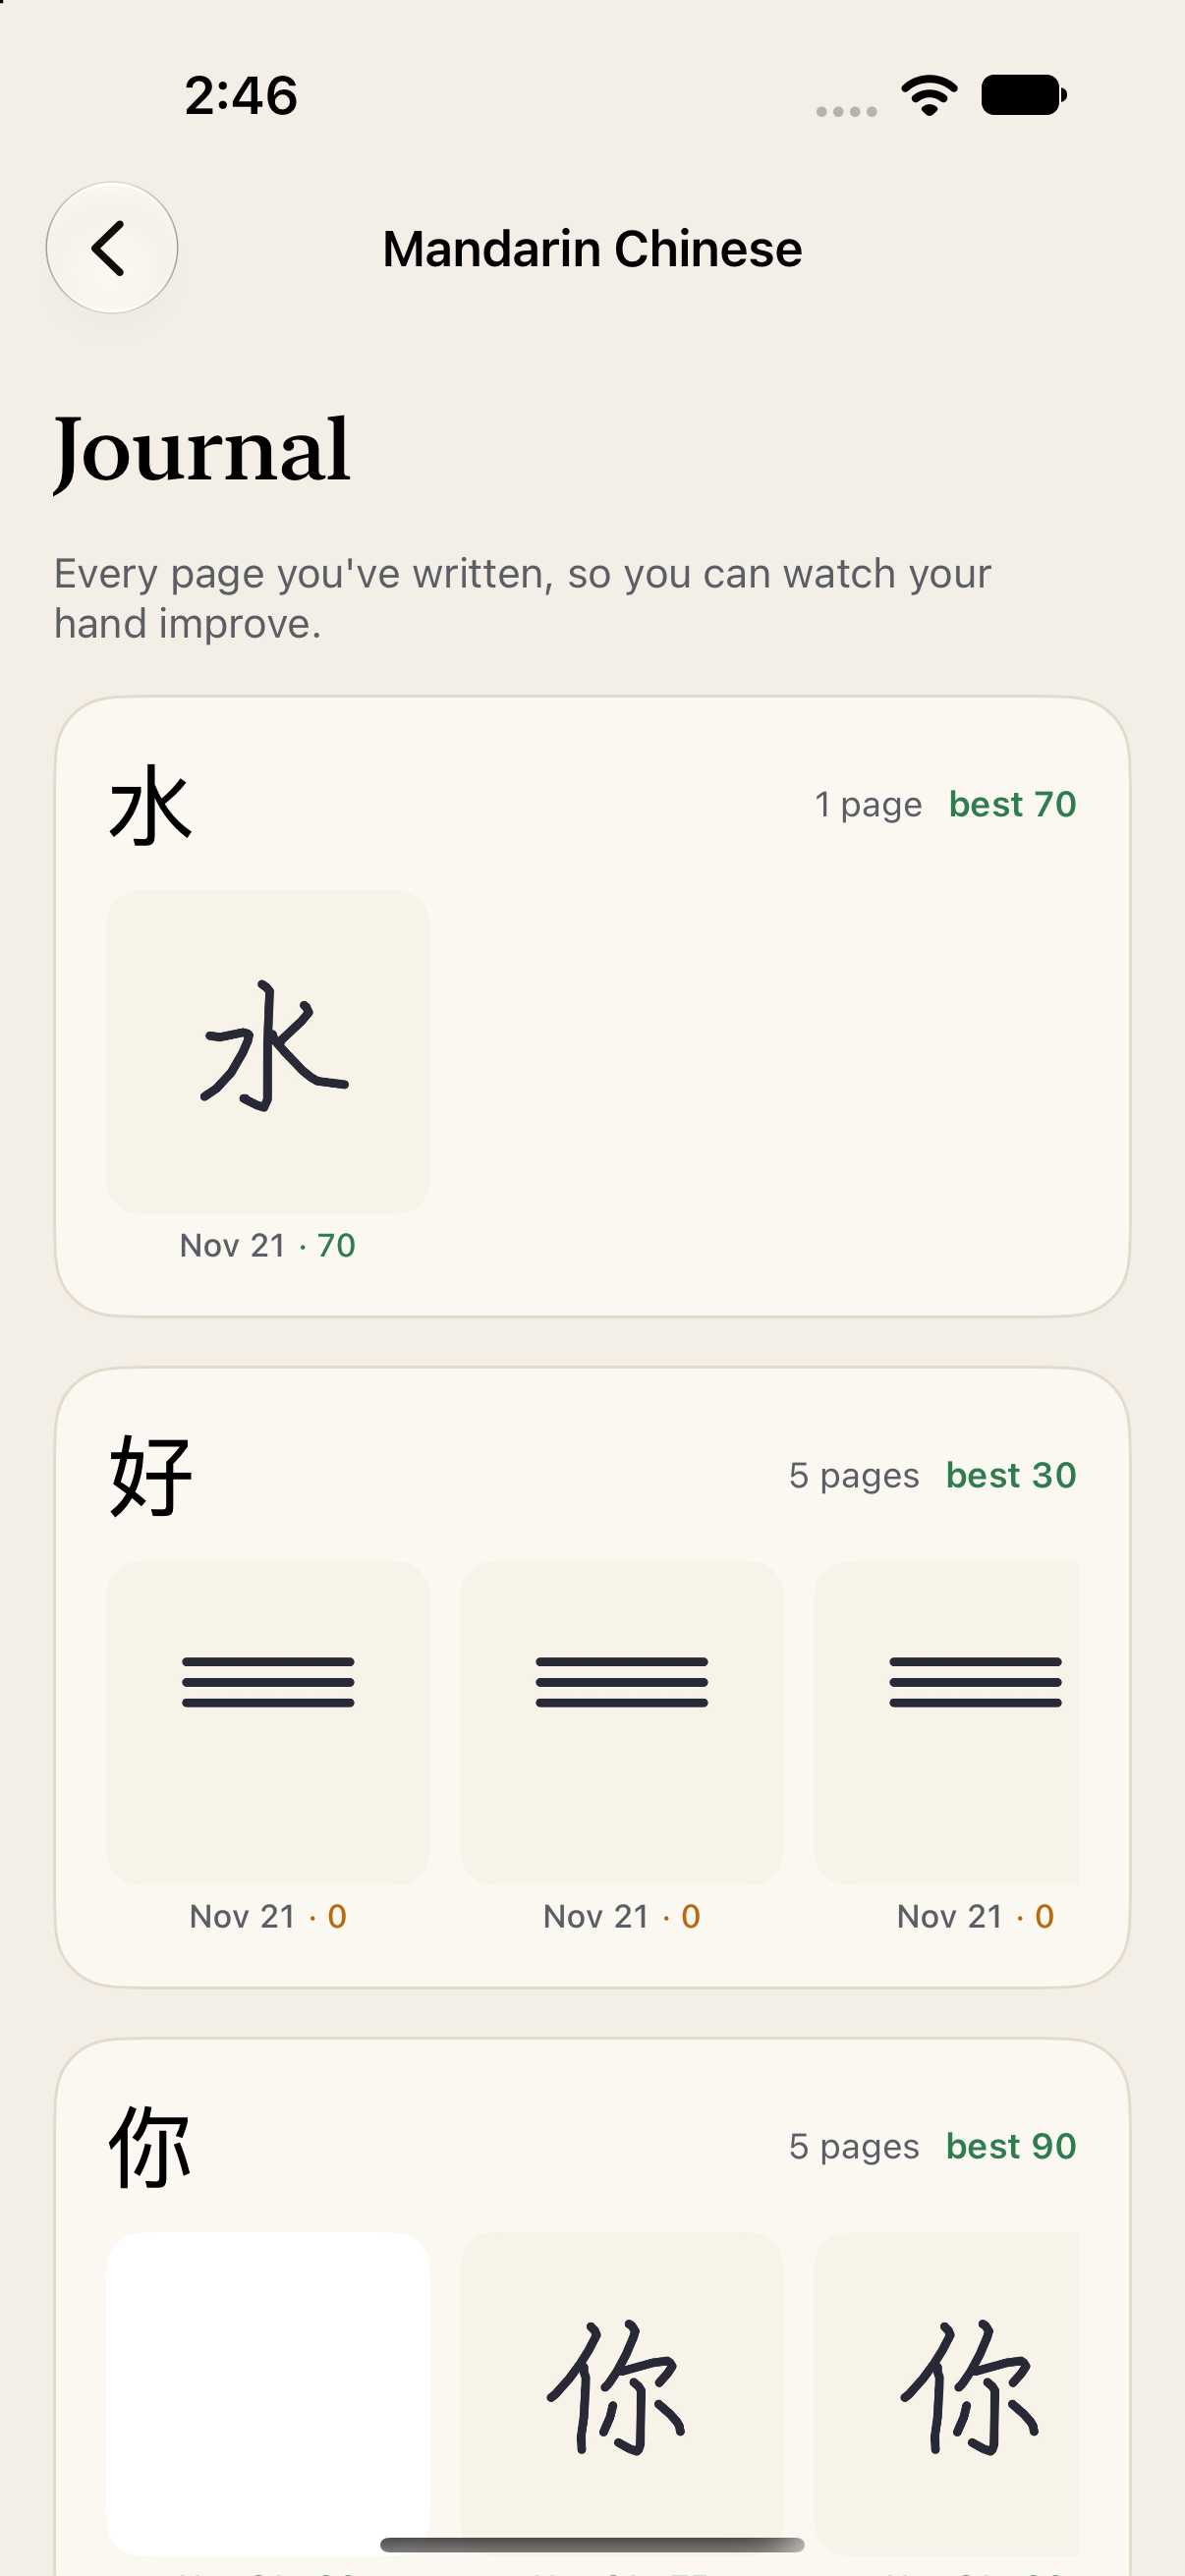 2:46
Mandarin Chinese
Journal
Every page you've written, so you can watch your
hand improve.
水
1 page best 70
水
Nov 21 · 70
好
5 pages best 30
Nov 21 · 0
Nov 21 · 0
Nov 21 · 0
你
5 pages best 90
你
你